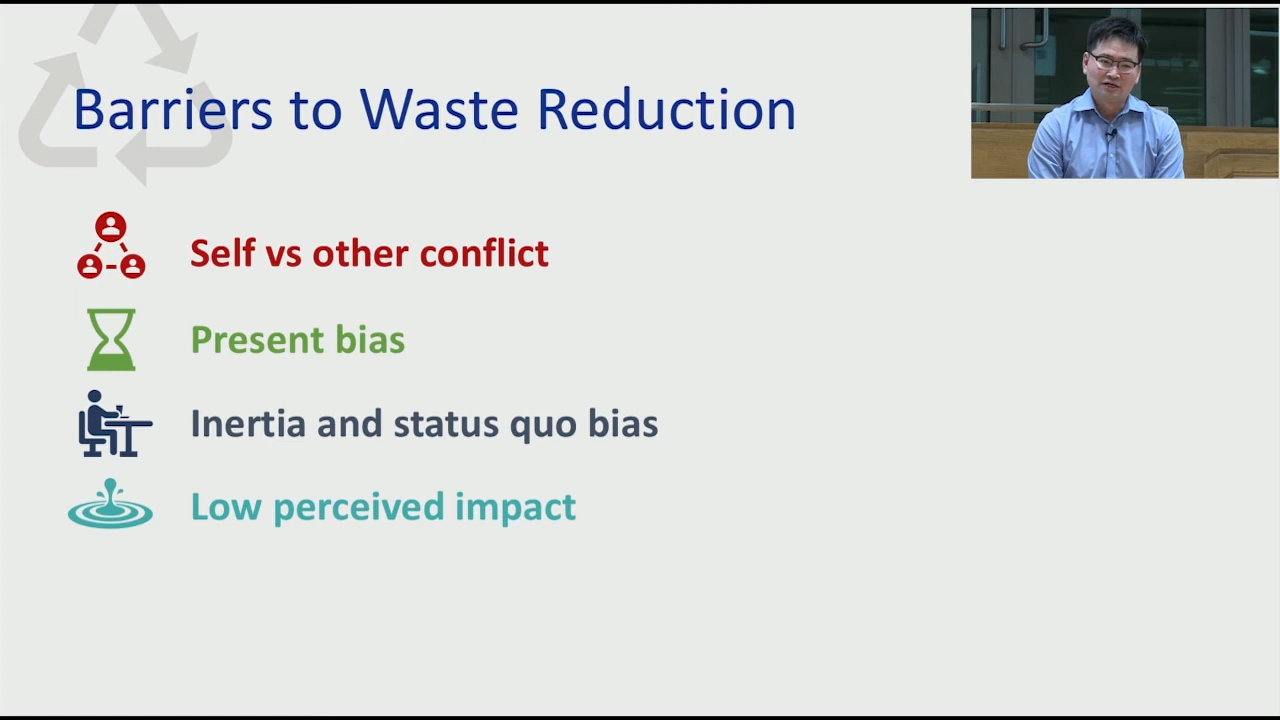 Barriers to Waste Reduction
Self vs other conflict
Present bias
Inertia and status quo bias
Low perceived impact